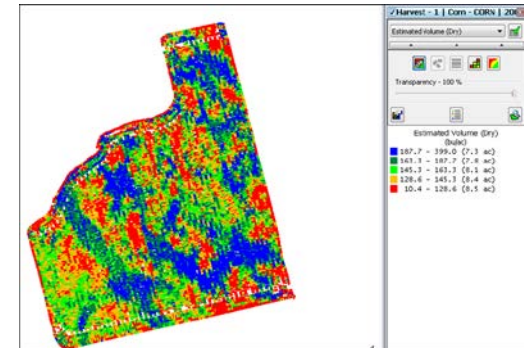 Harvest - 1 | Corn - CORN | 20
Estimated Volume (Dry)
Transparency - 100 %
Estimated Volume (Dry)
(bu/ac)
187.7 - 399.0 (7.3 ac)
163.3 - 187.7 (7.8 ac)
145.3 - 163.3 (8.1 ac)
128.6 - 145.3 (8.4 ac)
10.4 - 128.6 (8.5 ac)